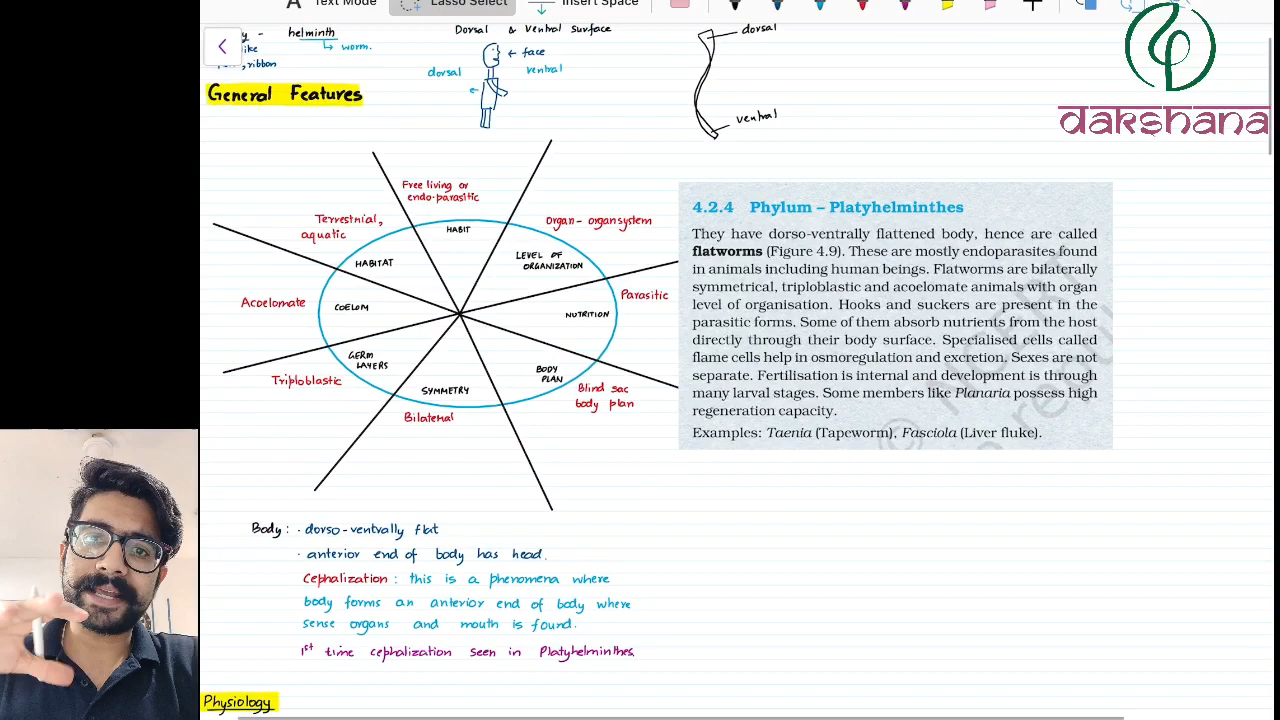 Text Mode
Lasso Select
Insert Space
helminth
worm.
ribbon
Dorsal & Ventral Surface
face
dorsal
ventral
dorsal
ventral
dakshana
General Features
Free living or
endo-parasitic
Terrestrial,
aquatic
Organ - organ system
HABIT
HABITAT
LEVEL OF
ORGANIZATION
Acoelomate
COELOM
NUTRITION
Parasitic
GERM
LAYERS
BODY
PLAN
Triploblastic
SYMMETRY
Blind sac
body plan
Bilateral
4.2.4 Phylum – Platyhelminthes
They have dorso-ventrally flattened body, hence are called
flatworms (Figure 4.9). These are mostly endoparasites found
in animals including human beings. Flatworms are bilaterally
symmetrical, triploblastic and acoelomate animals with organ
level of organisation. Hooks and suckers are present in the
parasitic forms. Some of them absorb nutrients from the host
directly through their body surface. Specialised cells called
flame cells help in osmoregulation and excretion. Sexes are not
separate. Fertilisation is internal and development is through
many larval stages. Some members like Planaria possess high
regeneration capacity.
Examples: Taenia (Tapeworm), Fasciola (Liver fluke).
Body : · dorso-ventrally flat
· anterior end of body has head.
Cephalization : this is a phenomena where
body forms an anterior end of body where
sense organs and mouth is found.
1st time cephalization seen in Platyhelminthes.
Physiology